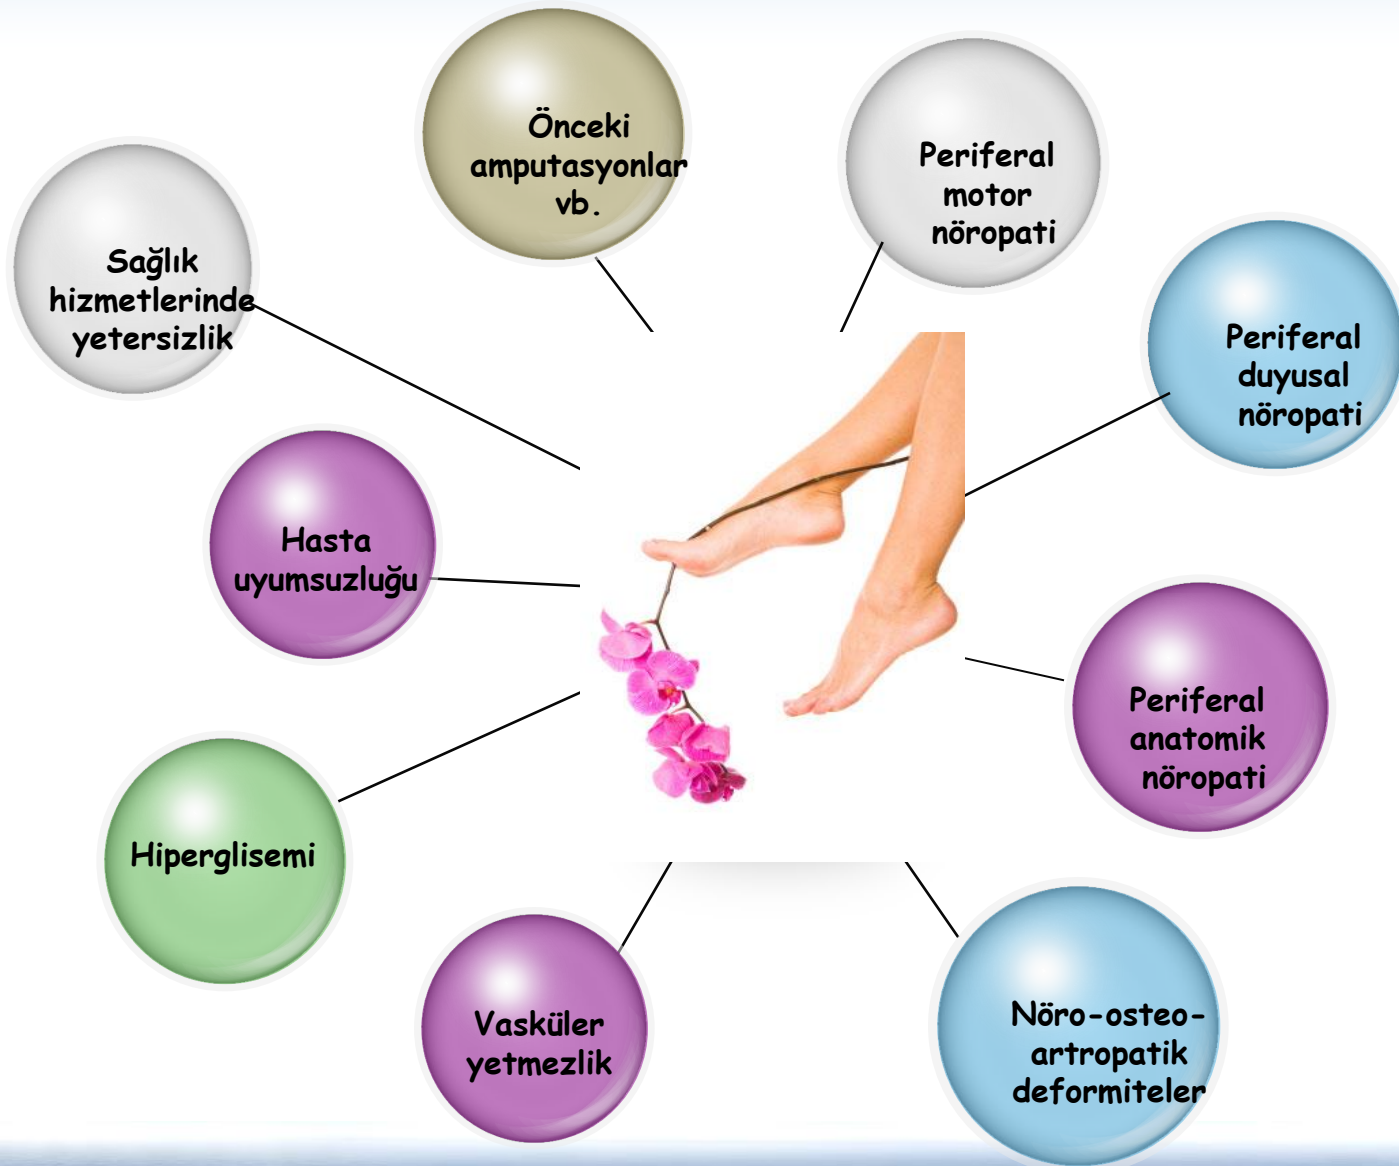 Önceki
amputasyonlar
vb.
Periferal
motor
nöropati
Sağlık
hizmetlerinde
yetersizlik
Periferal
duyusal
nöropati
Hasta
uyumsuzluğu
Periferal
anatomik
nöropati
Hiperglisemi
Vasküler
yetmezlik
Nöro-osteo-
artropatik
deformiteler